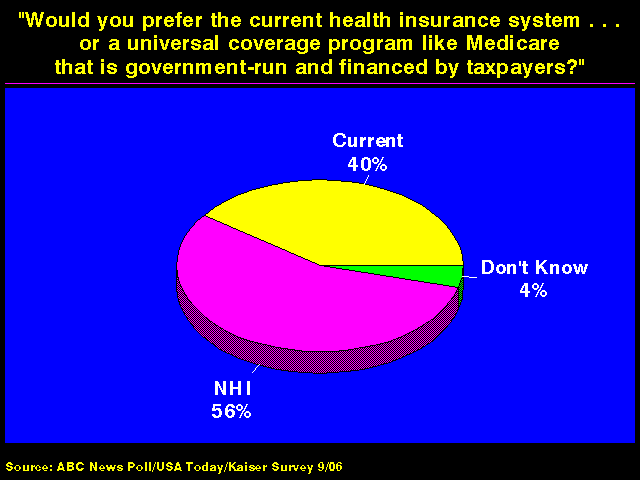 "Would you prefer the current health insurance system . . .
or a universal coverage program like Medicare
that is government-run and financed by taxpayers?"
Current
40%
Don't Know
4%
NHI
56%
Source: ABC News Poll/USA Today/Kaiser Survey 9/06